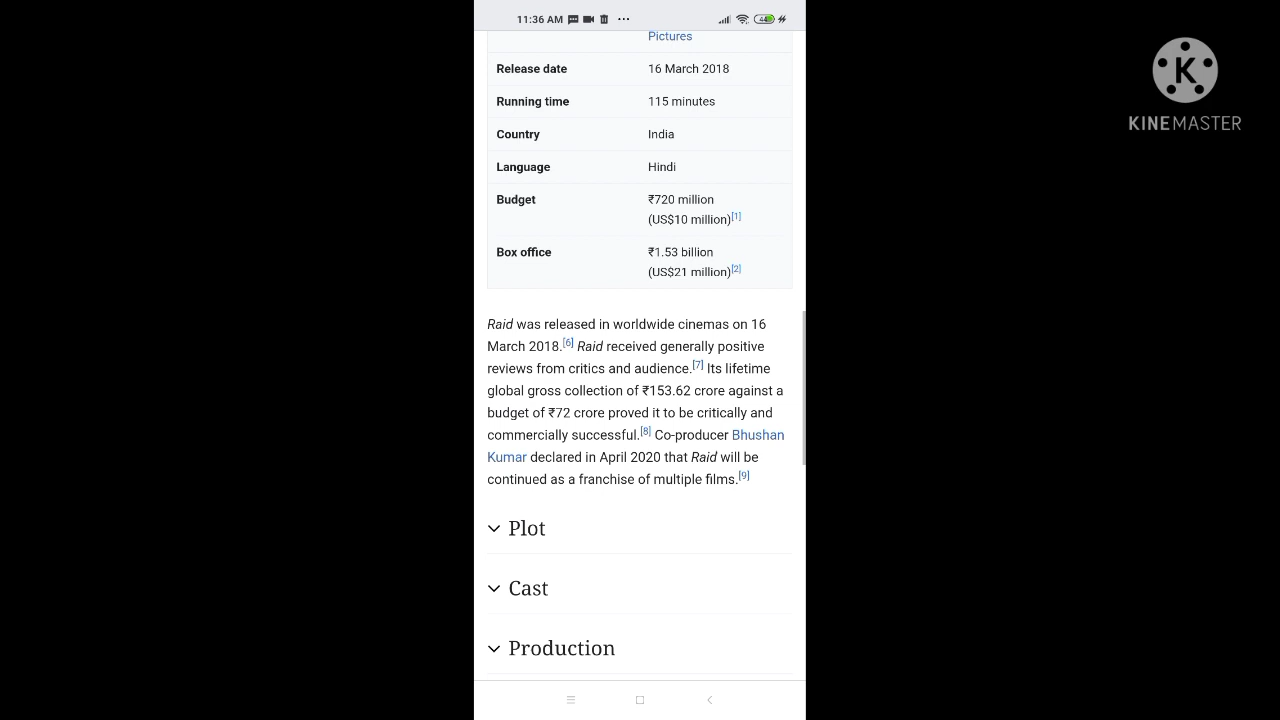 11:36 AM
44
Pictures
Release date 16 March 2018
Running time 115 minutes
Country India
Language Hindi
Budget ₹720 million
(US$10 million)[1]
Box office ₹1.53 billion
(US$21 million)[2]
Raid was released in worldwide cinemas on 16
March 2018.[6] Raid received generally positive
reviews from critics and audience.[7] Its lifetime
global gross collection of ₹153.62 crore against a
budget of ₹72 crore proved it to be critically and
commercially successful.[8] Co-producer Bhushan
Kumar declared in April 2020 that Raid will be
continued as a franchise of multiple films.[9]
Plot
Cast
Production
K
KINEMASTER